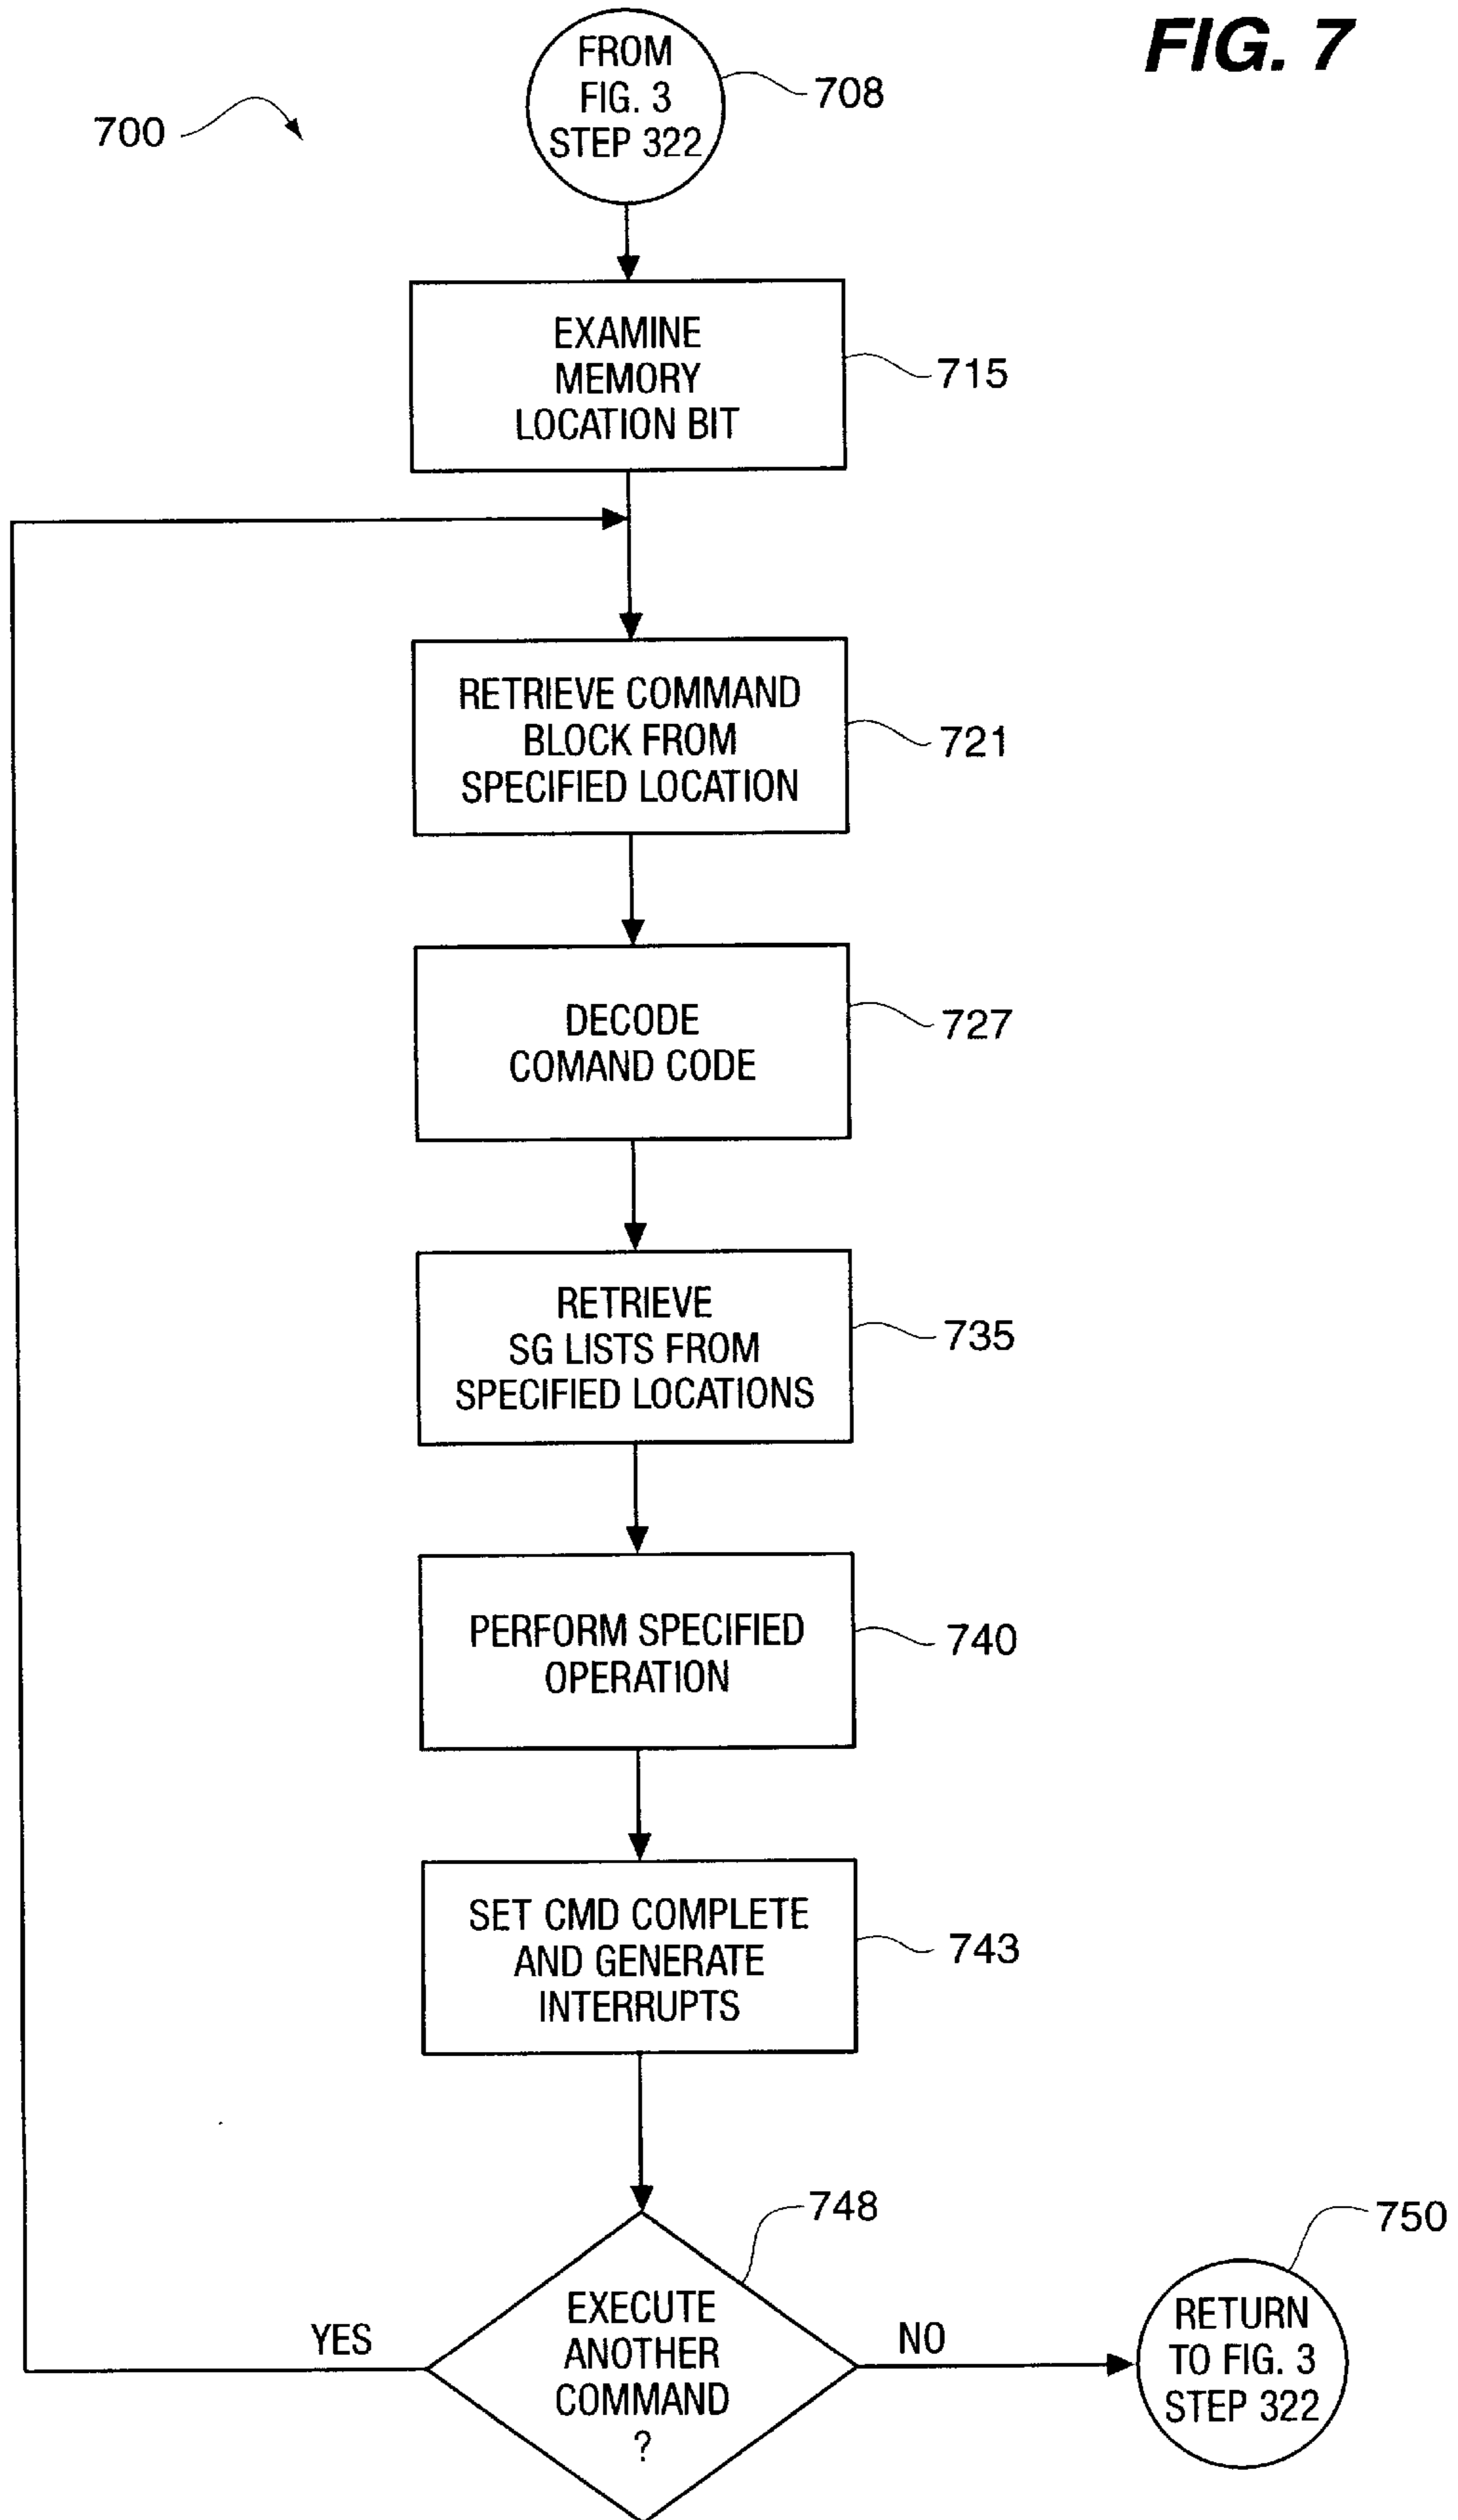 FIG. 7
700
FROM
FIG. 3
STEP 322
708
EXAMINE
MEMORY
LOCATION BIT
715
RETRIEVE COMMAND
BLOCK FROM
SPECIFIED LOCATION
721
DECODE
COMAND CODE
727
RETRIEVE
SG LISTS FROM
SPECIFIED LOCATIONS
735
PERFORM SPECIFIED
OPERATION
740
SET CMD COMPLETE
AND GENERATE
INTERRUPTS
743
EXECUTE
ANOTHER
COMMAND
?
748
YES
NO
RETURN
TO FIG. 3
STEP 322
750